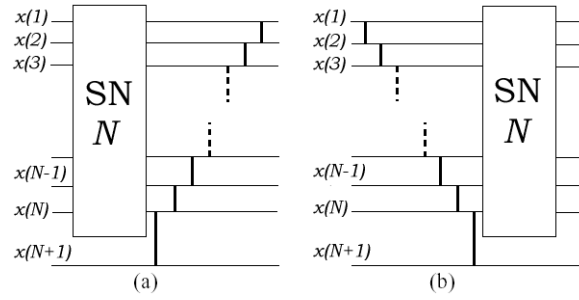 x(1)
x(2)
x(3)
SN
N
x(N-1)
x(N)
x(N+1)
(a)
x(1)
x(2)
x(3)
SN
N
x(N-1)
x(N)
x(N+1)
(b)